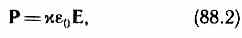 P = ϰε₀E, (88.2)